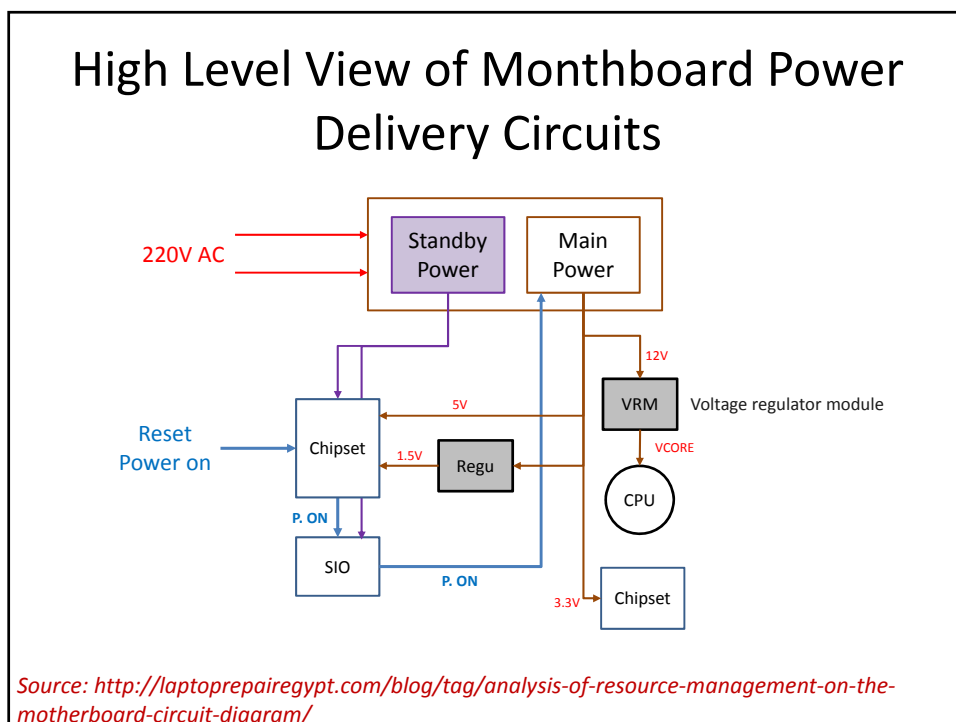 High Level View of Monthboard Power
Delivery Circuits
220V AC
Standby
Power
Main
Power
12V
VRM
Voltage regulator module
5V
Reset
Power on
Chipset
1.5V
Regu
VCORE
CPU
P. ON
SIO
P. ON
3.3V
Chipset
Source: http://laptoprepairegypt.com/blog/tag/analysis-of-resource-management-on-the-
motherboard-circuit-diagram/